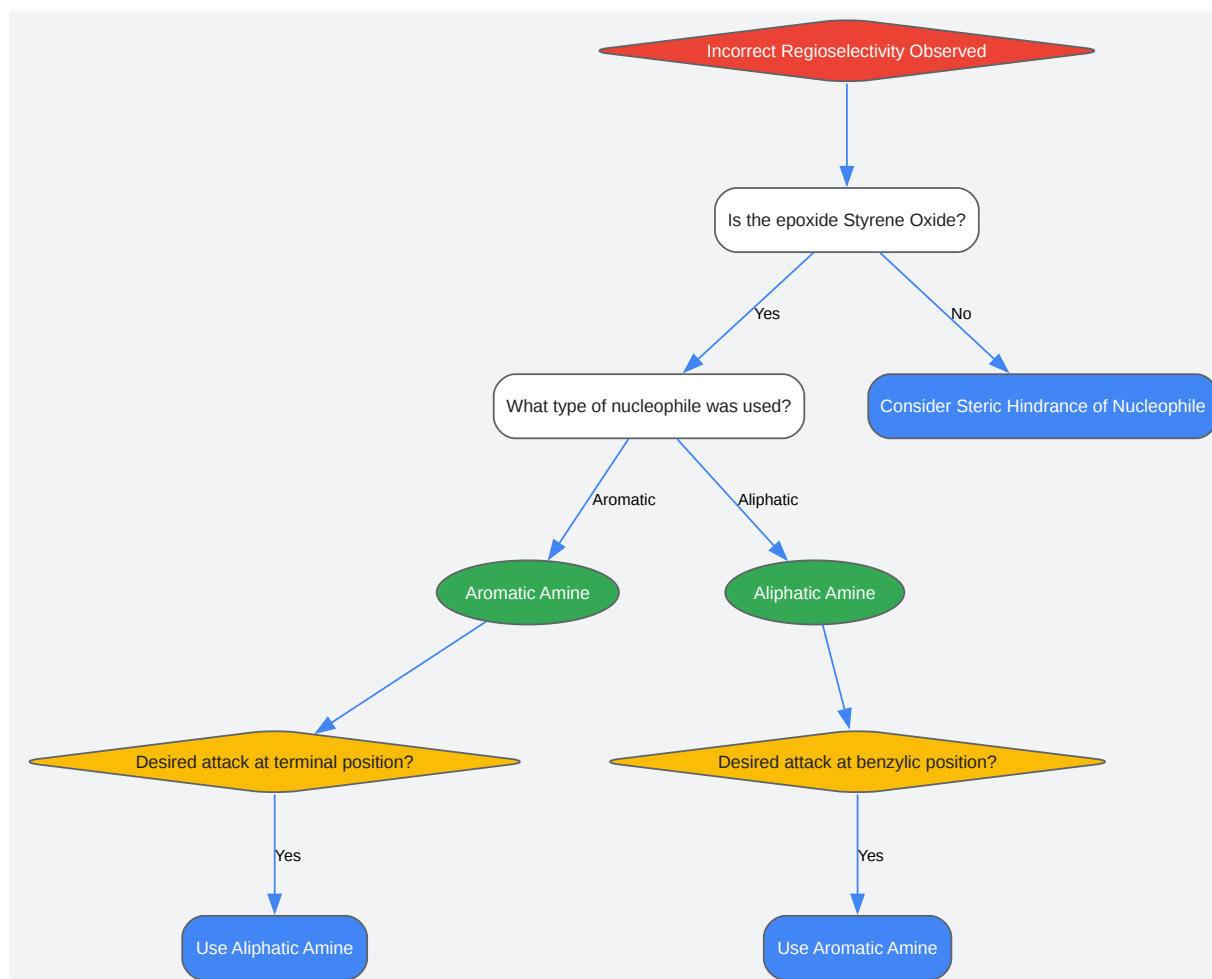 Incorrect Regioselectivity Observed
Is the epoxide Styrene Oxide?
Yes
No
What type of nucleophile was used?
Consider Steric Hindrance of Nucleophile
Aromatic
Aliphatic
Aromatic Amine
Aliphatic Amine
Desired attack at terminal position?
Desired attack at benzylic position?
Yes
Yes
Use Aliphatic Amine
Use Aromatic Amine